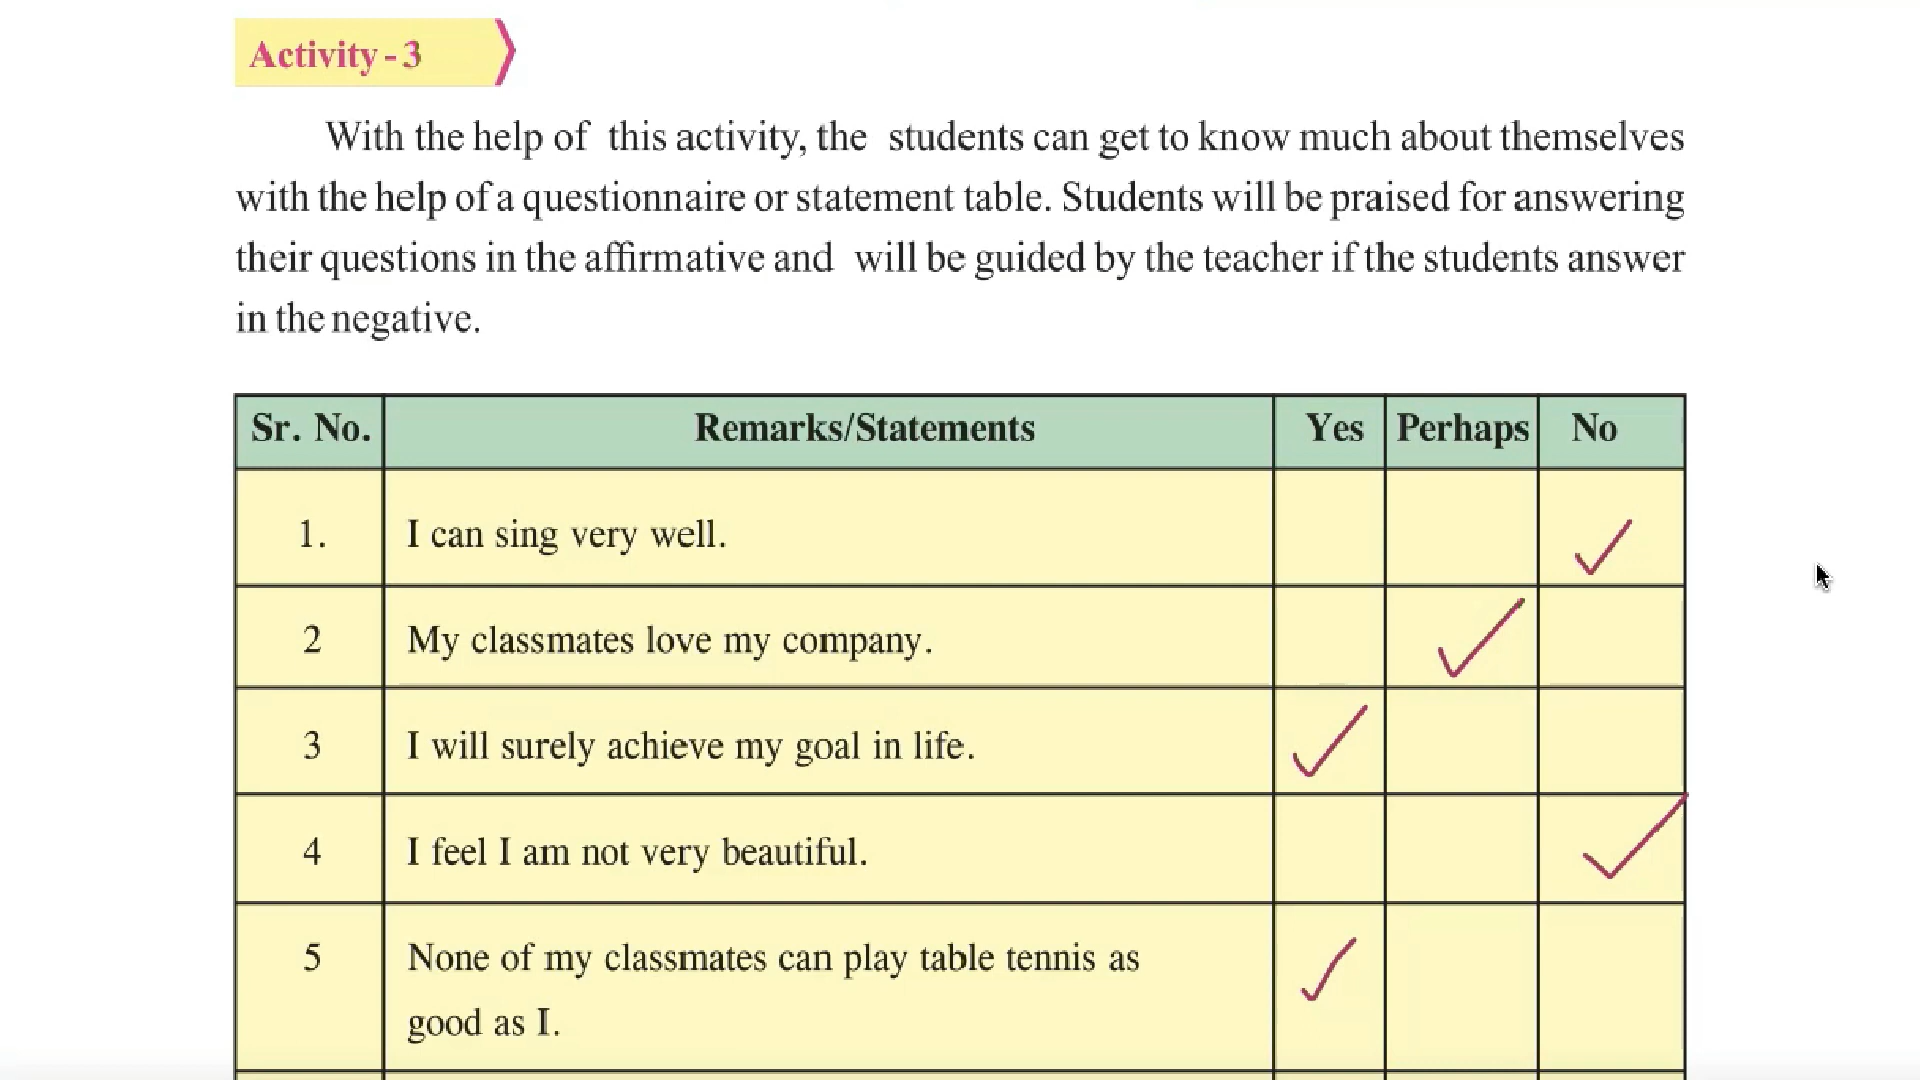 Activity - 3
With the help of this activity, the students can get to know much about themselves
with the help of a questionnaire or statement table. Students will be praised for answering
their questions in the affirmative and will be guided by the teacher if the students answer
in the negative.
Sr. No. Remarks/Statements Yes Perhaps No
1. I can sing very well.
2 My classmates love my company.
3 I will surely achieve my goal in life.
4 I feel I am not very beautiful.
5 None of my classmates can play table tennis as
good as I.